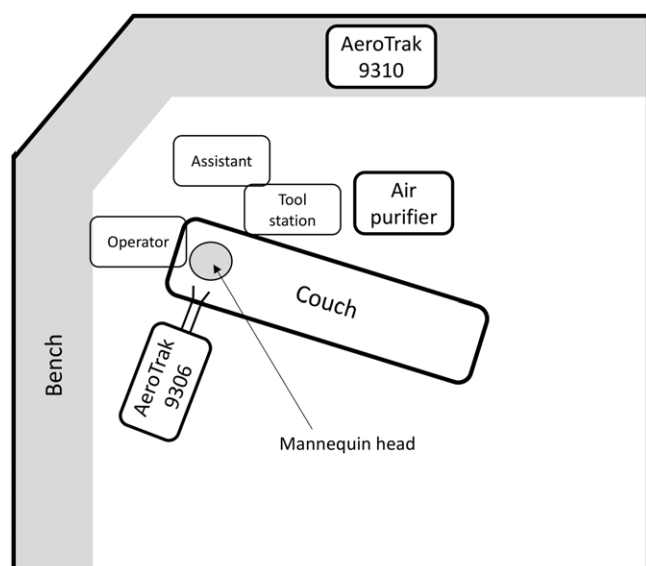 AeroTrak
9310
Assistant
Air
purifier
Tool
station
Operator
Couch
AeroTrak
9306
Bench
Mannequin head